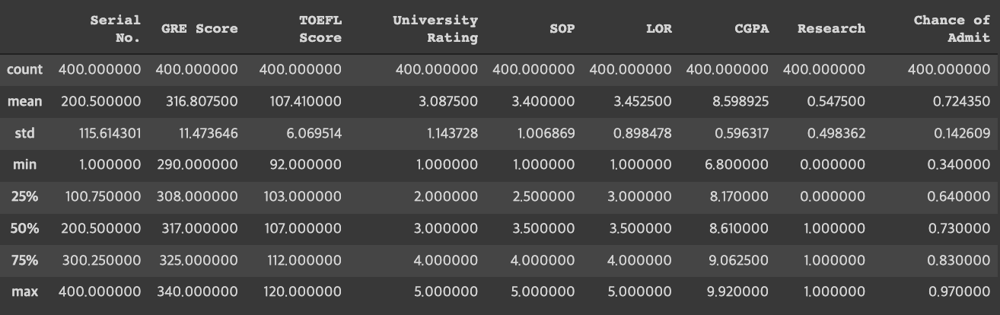 Serial No. GRE Score TOEFL Score University Rating SOP LOR CGPA Research Chance of Admit
count 400.000000 400.000000 400.000000 400.000000 400.000000 400.000000 400.000000 400.000000 400.000000
mean 200.500000 316.807500 107.410000 3.087500 3.400000 3.452500 8.598925 0.547500 0.724350
std 115.614301 11.473646 6.069514 1.143728 1.006869 0.898478 0.596317 0.498362 0.142609
min 1.000000 290.000000 92.000000 1.000000 1.000000 1.000000 6.800000 0.000000 0.340000
25% 100.750000 308.000000 103.000000 2.000000 2.500000 3.000000 8.170000 0.000000 0.640000
50% 200.500000 317.000000 107.000000 3.000000 3.500000 3.500000 8.610000 1.000000 0.730000
75% 300.250000 325.000000 112.000000 4.000000 4.000000 4.000000 9.062500 1.000000 0.830000
max 400.000000 340.000000 120.000000 5.000000 5.000000 5.000000 9.920000 1.000000 0.970000